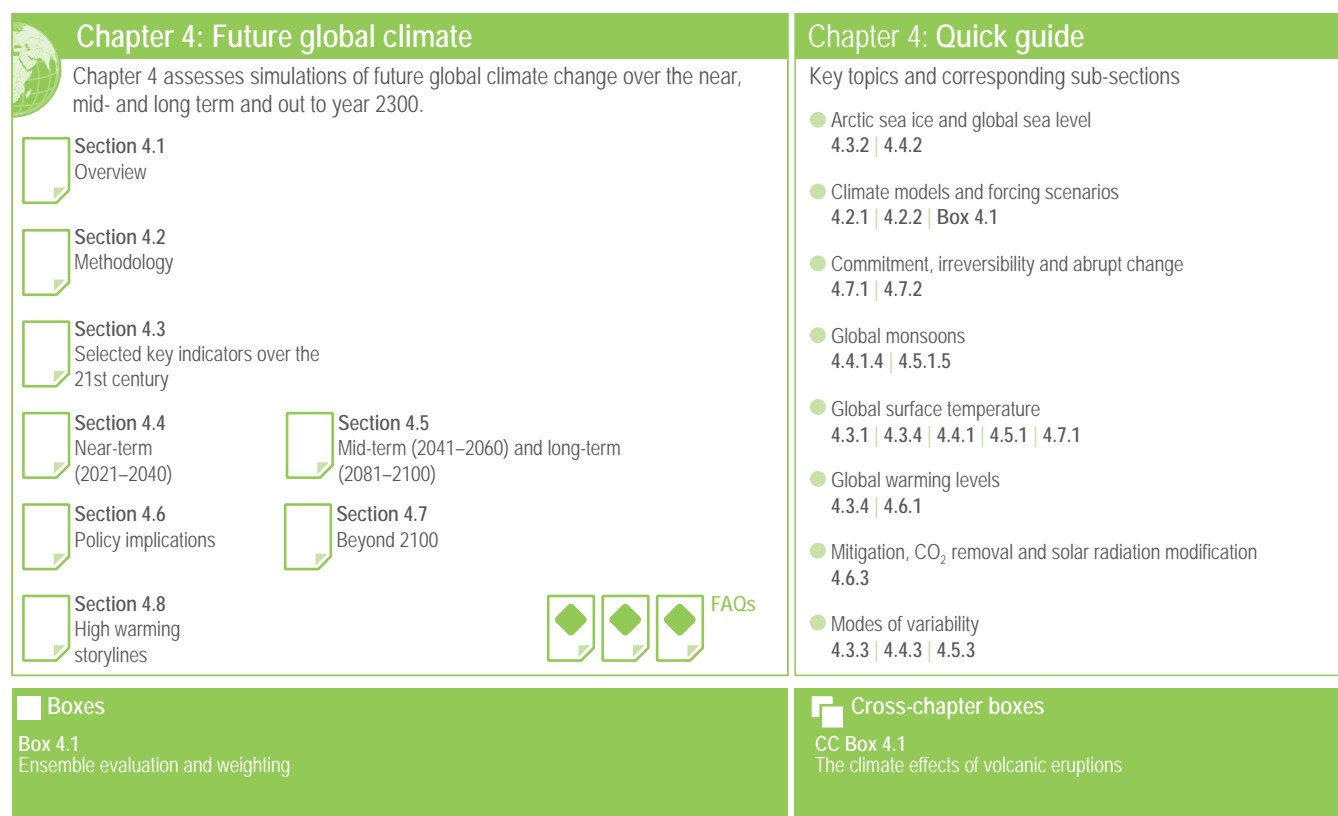 Chapter 4: Future global climate
Chapter 4 assesses simulations of future global climate change over the near,
mid- and long term and out to year 2300.
Section 4.1
Overview
Section 4.2
Methodology
Section 4.3
Selected key indicators over the
21st century
Section 4.4
Near-term
(2021–2040)
Section 4.5
Mid-term (2041–2060) and long-term
(2081–2100)
Section 4.6
Policy implications
Section 4.7
Beyond 2100
Section 4.8
High warming
storylines
FAQs
Chapter 4: Quick guide
Key topics and corresponding sub-sections
Arctic sea ice and global sea level
4.3.2 | 4.4.2
Climate models and forcing scenarios
4.2.1 | 4.2.2 | Box 4.1
Commitment, irreversibility and abrupt change
4.7.1 | 4.7.2
Global monsoons
4.4.1.4 | 4.5.1.5
Global surface temperature
4.3.1 | 4.3.4 | 4.4.1 | 4.5.1 | 4.7.1
Global warming levels
4.3.4 | 4.6.1
Mitigation, CO₂ removal and solar radiation modification
4.6.3
Modes of variability
4.3.3 | 4.4.3 | 4.5.3
Boxes
Box 4.1
Ensemble evaluation and weighting
Cross-chapter boxes
CC Box 4.1
The climate effects of volcanic eruptions